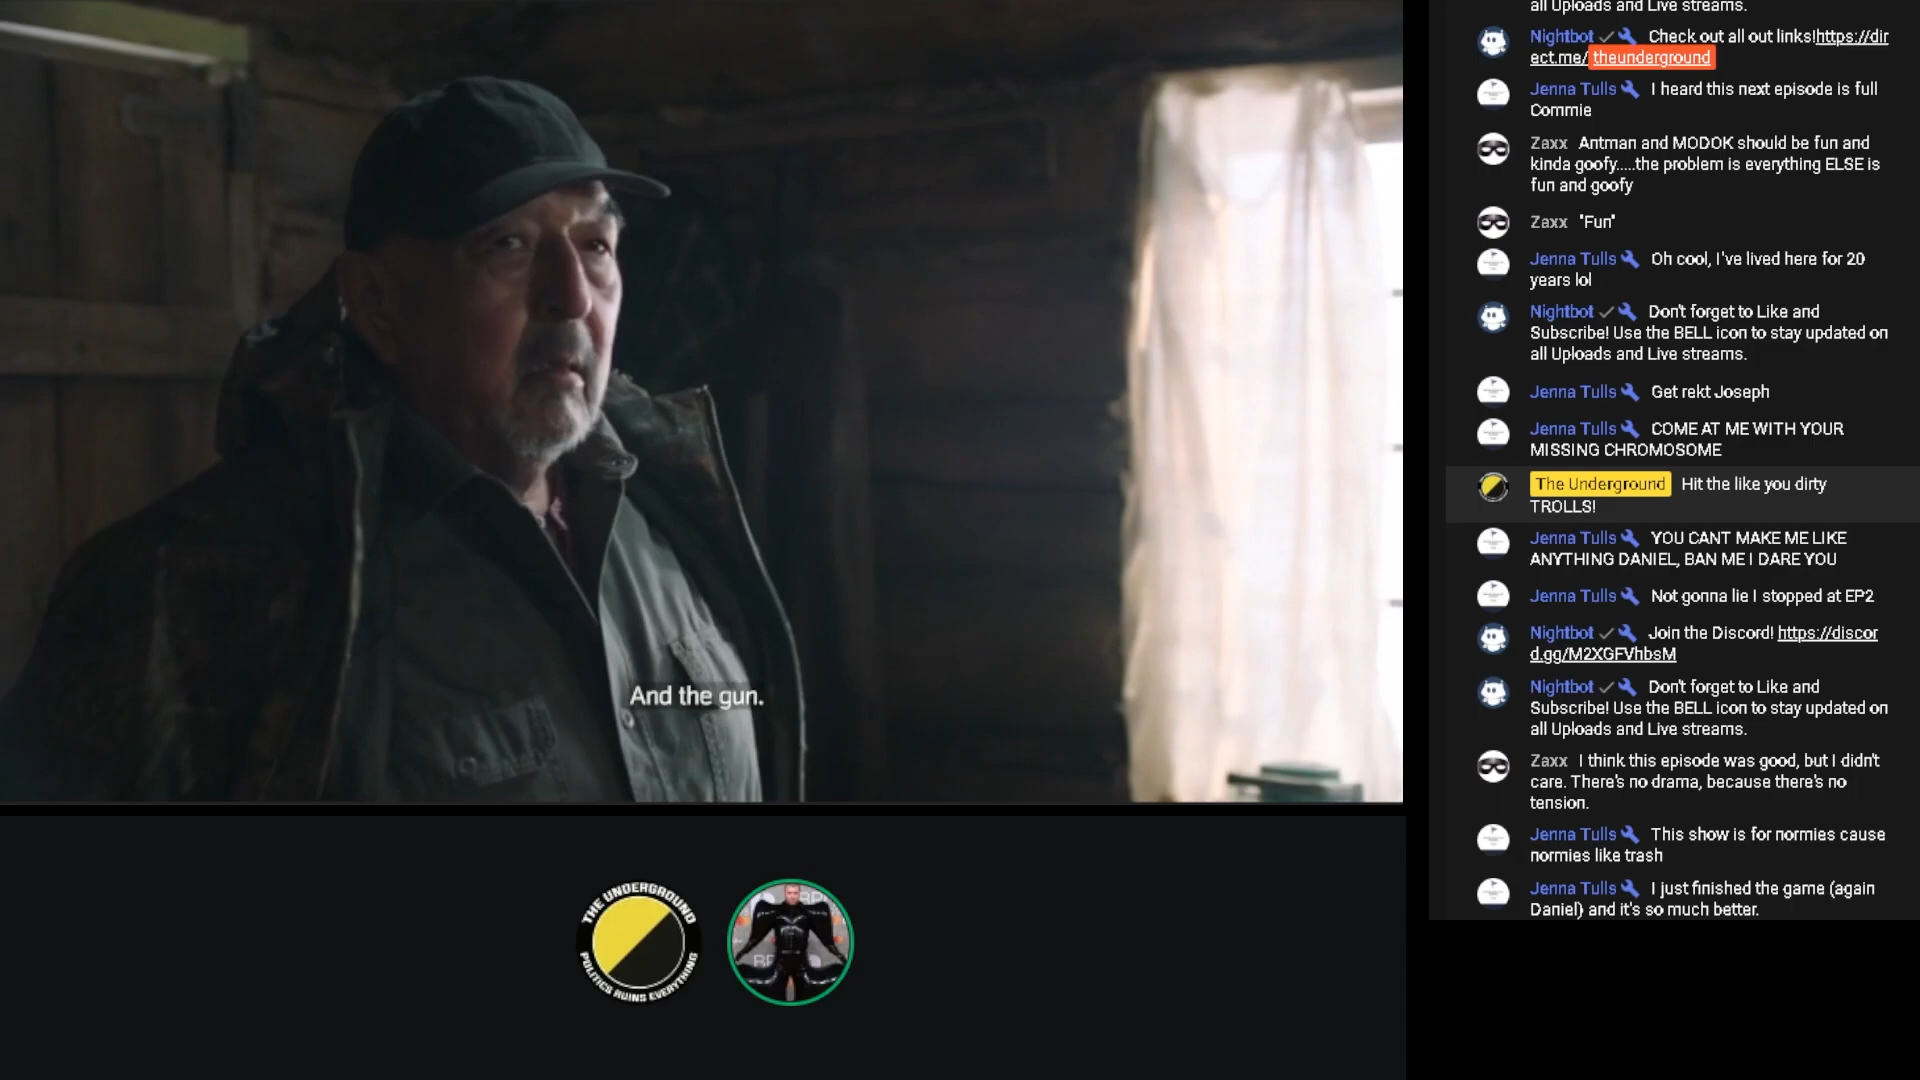 And the gun.
THE UNDERGROUND
POLITICS RUINS EVERYTHING
all Uploads and Live streams.
Nightbot Check out all out links!https://dir
ect.me/theunderground
Jenna Tulls I heard this next episode is full
Commie
Zaxx Antman and MODOK should be fun and
kinda goofy.....the problem is everything ELSE is
fun and goofy
Zaxx "Fun"
Jenna Tulls Oh cool, I've lived here for 20
years lol
Nightbot Don't forget to Like and
Subscribe! Use the BELL icon to stay updated on
all Uploads and Live streams.
Jenna Tulls Get rekt Joseph
Jenna Tulls COME AT ME WITH YOUR
MISSING CHROMOSOME
The Underground Hit the like you dirty
TROLLS!
Jenna Tulls YOU CANT MAKE ME LIKE
ANYTHING DANIEL, BAN ME I DARE YOU
Jenna Tulls Not gonna lie I stopped at EP2
Nightbot Join the Discord! https://discor
d.gg/M2XGFVhbsM
Nightbot Don't forget to Like and
Subscribe! Use the BELL icon to stay updated on
all Uploads and Live streams.
Zaxx I think this episode was good, but I didn't
care. There's no drama, because there's no
tension.
Jenna Tulls This show is for normies cause
normies like trash
Jenna Tulls I just finished the game (again
Daniel) and it's so much better.